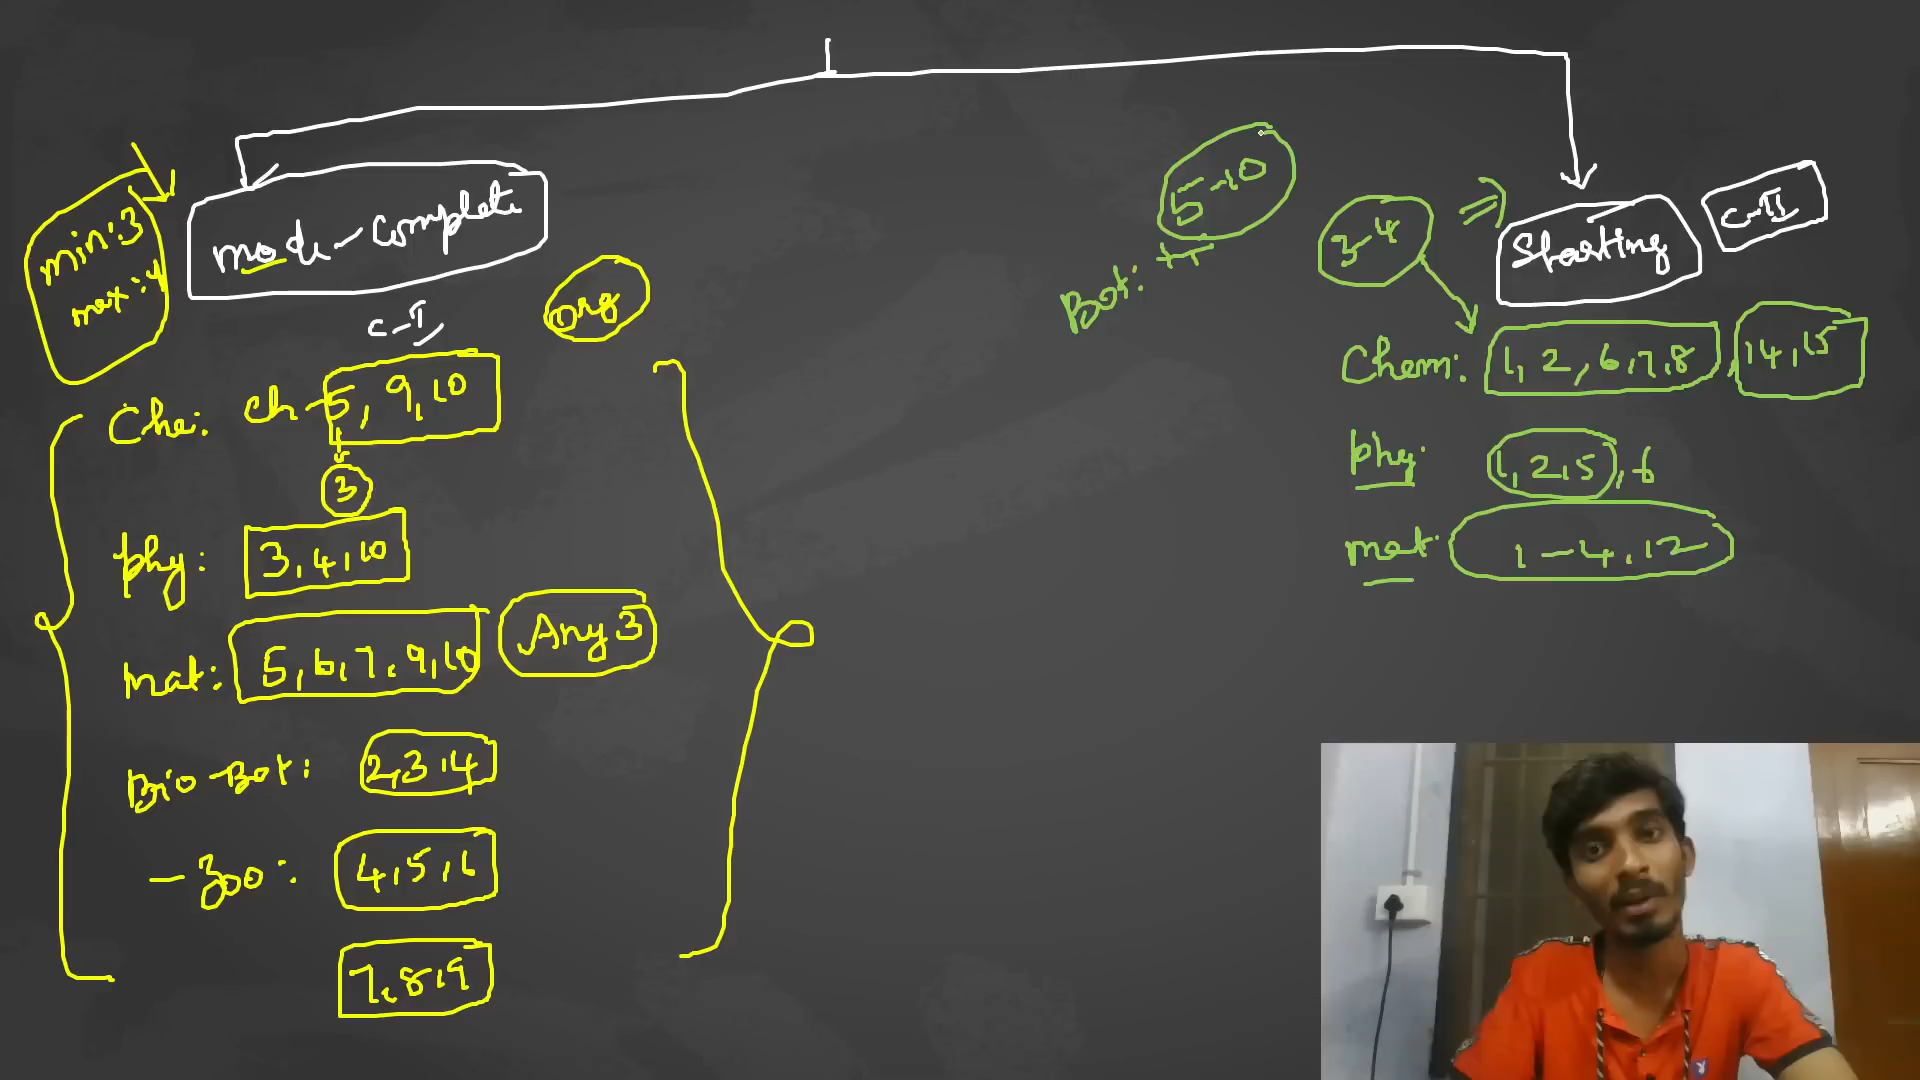 min:3
max:4
mode-complete
c-I
org
Che: ch-5, 9, 10
3
phy: 3, 4, 10
mat: 5, 6, 7, 9, 10
Any 3
Bio-Bot: 2, 3, 4
- Zoo: 4, 5, 6
7, 8, 9
Bot: 5-10
3-4
Starting
C-II
Chem: 1, 2, 6, 7, 8, 14, 15
phy: 1, 2, 5, 6
mat: 1-4, 12